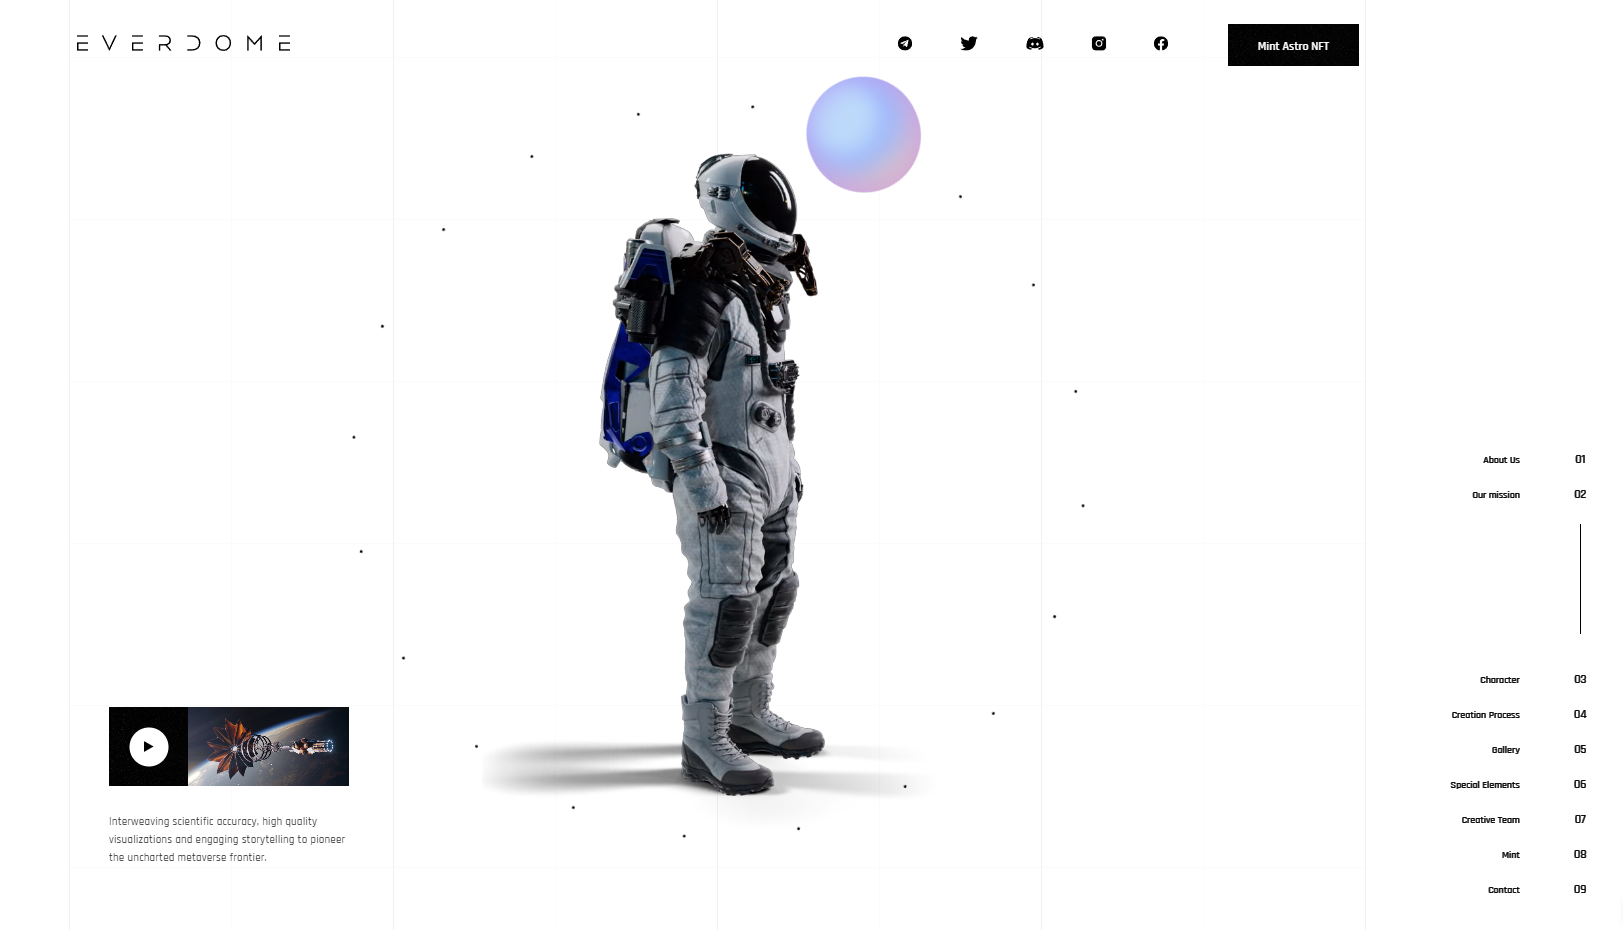 EVERDOME
Mint Astro NFT
About Us 01
Our mission 02
Character 03
Creation Process 04
Gallery 05
Special Elements 06
Creative Team 07
Mint 08
Contact 09
Interweaving scientific accuracy, high quality
visualizations and engaging storytelling to pioneer
the uncharted metaverse frontier.